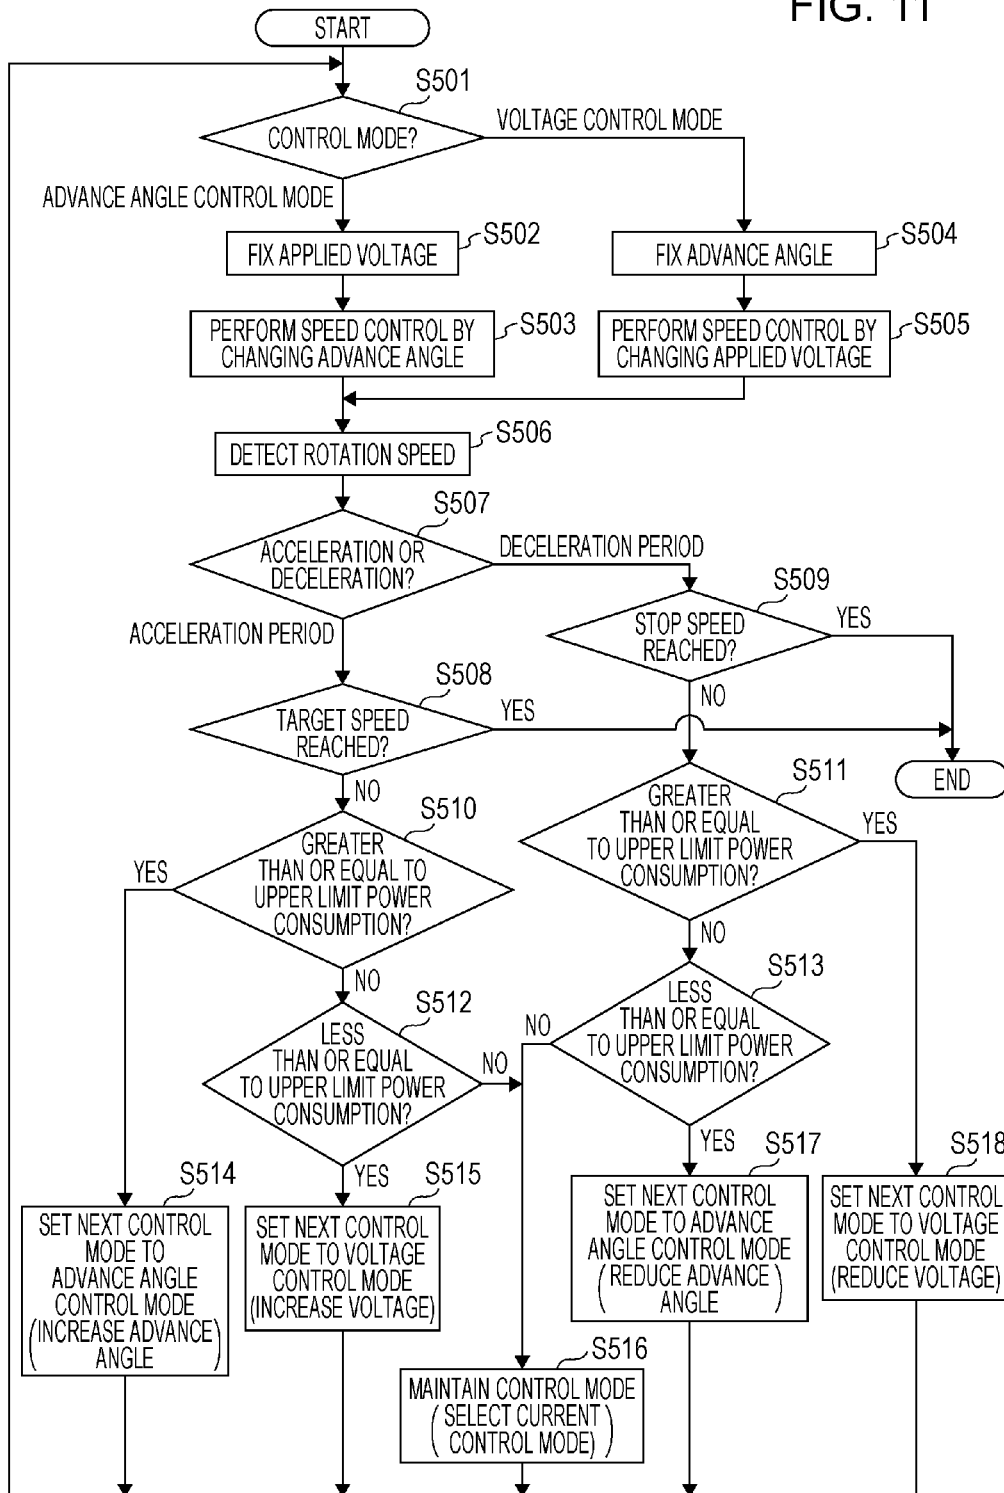 FIG. 11
START
S501
CONTROL MODE?
VOLTAGE CONTROL MODE
ADVANCE ANGLE CONTROL MODE
S502
FIX APPLIED VOLTAGE
S504
FIX ADVANCE ANGLE
S503
PERFORM SPEED CONTROL BY
CHANGING ADVANCE ANGLE
S505
PERFORM SPEED CONTROL BY
CHANGING APPLIED VOLTAGE
S506
DETECT ROTATION SPEED
S507
ACCELERATION OR
DECELERATION?
DECELERATION PERIOD
ACCELERATION PERIOD
S509
STOP SPEED
REACHED?
YES
NO
S508
TARGET SPEED
REACHED?
YES
NO
END
S510
GREATER
THAN OR EQUAL TO
UPPER LIMIT POWER
CONSUMPTION?
YES
NO
S511
GREATER
THAN OR EQUAL
TO UPPER LIMIT POWER
CONSUMPTION?
YES
NO
S512
LESS
THAN OR EQUAL
TO UPPER LIMIT POWER
CONSUMPTION?
NO
YES
S513
LESS
THAN OR EQUAL
TO UPPER LIMIT POWER
CONSUMPTION?
NO
YES
S514
SET NEXT CONTROL
MODE TO
ADVANCE ANGLE
CONTROL MODE
(INCREASE ADVANCE
ANGLE)
S515
SET NEXT CONTROL
MODE TO VOLTAGE
CONTROL MODE
(INCREASE VOLTAGE)
S517
SET NEXT CONTROL
MODE TO ADVANCE
ANGLE CONTROL MODE
(REDUCE ADVANCE
ANGLE)
S518
SET NEXT CONTROL
MODE TO VOLTAGE
CONTROL MODE
(REDUCE VOLTAGE)
S516
MAINTAIN CONTROL MODE
(SELECT CURRENT
CONTROL MODE)